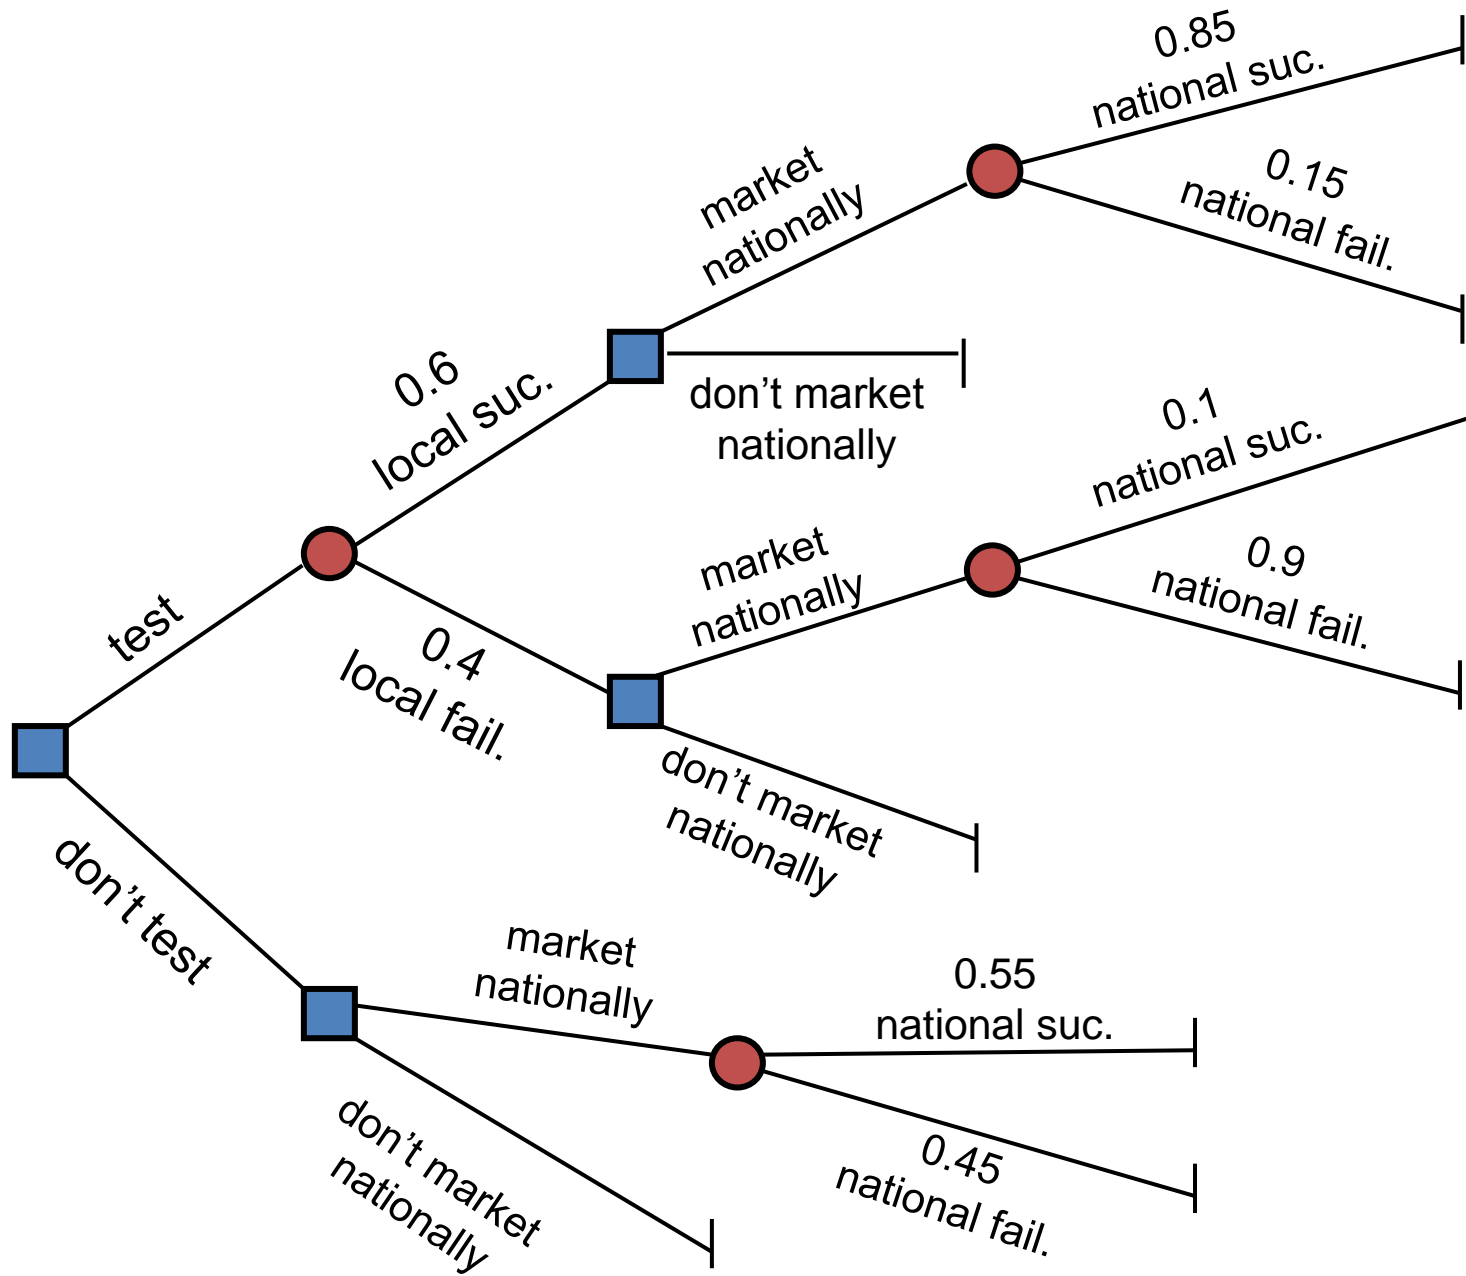 0.85
national suc.
0.15
national fail.
market
nationally
0.6
local suc.
don’t market
nationally
0.1
national suc.
0.9
national fail.
market
nationally
test
0.4
local fail.
don’t market
nationally
don’t test
market
nationally
0.55
national suc.
0.45
national fail.
don’t market
nationally